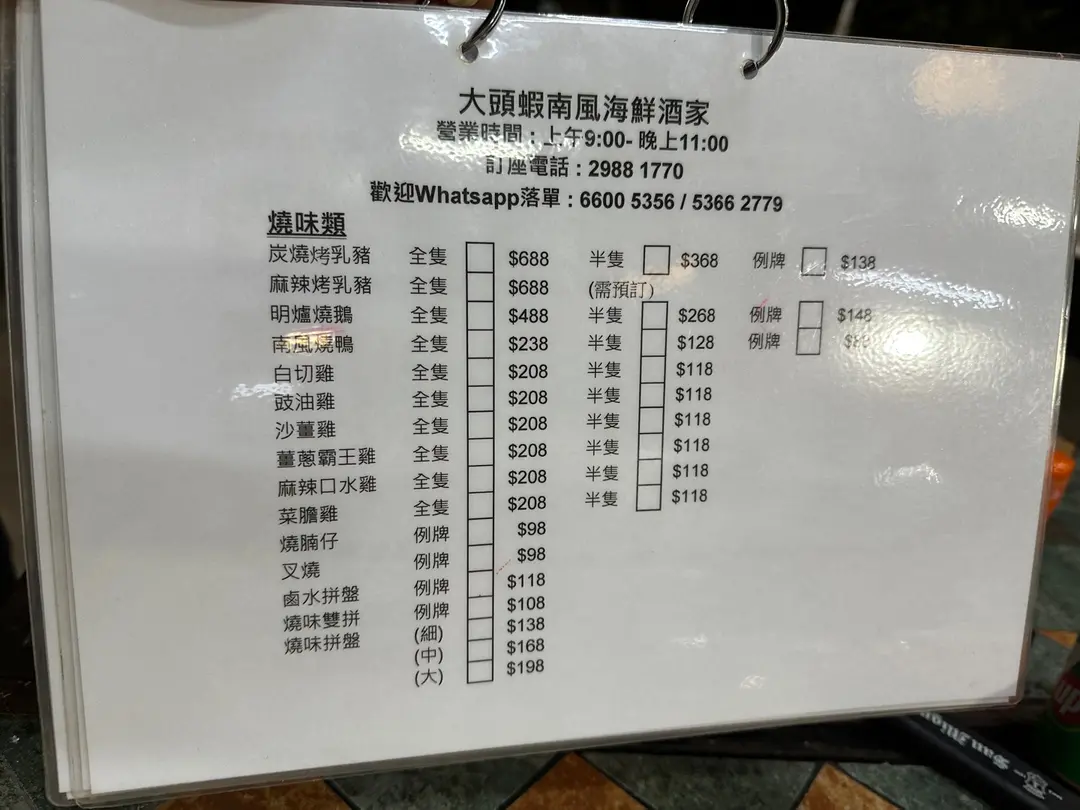 大頭蝦南風海鮮酒家
營業時間：上午9:00- 晚上11:00
訂座電話：2988 1770
歡迎Whatsapp落單：6600 5356 / 5366 2779
燒味類
炭燒烤乳豬 全隻 $688 半隻 $368 例牌 $138
麻辣烤乳豬 全隻 $688 (需預訂)
明爐燒鵝 全隻 $488 半隻 $268 例牌 $148
南風燒鴨 全隻 $238 半隻 $128 例牌
白切雞 全隻 $208 半隻 $118
豉油雞 全隻 $208 半隻 $118
沙薑雞 全隻 $208 半隻 $118
薑蔥霸王雞 全隻 $208 半隻 $118
麻辣口水雞 全隻 $208 半隻 $118
菜膽雞 全隻 $208 半隻 $118
燒腩仔 例牌 $98
叉燒 例牌 $98
鹵水拼盤 例牌 $118
燒味雙拼 例牌 $108
燒味拼盤 (細) $138
(中) $168
(大) $198